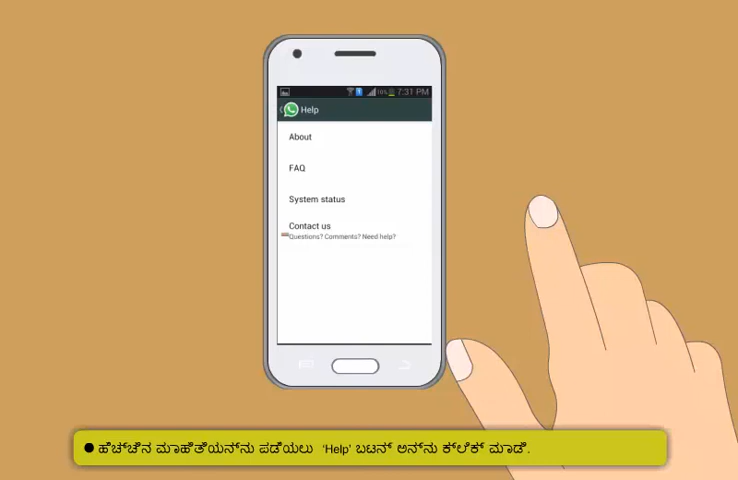 7:31 PM
Help
About
FAQ
System status
Contact us
Questions? Comments? Need help?
● ಹೆಚ್ಚಿನ ಮಾಹಿತಿಯನ್ನು ಪಡೆಯಲು 'Help' ಬಟನ್ ಅನ್ನು ಕ್ಲಿಕ್ ಮಾಡಿ.